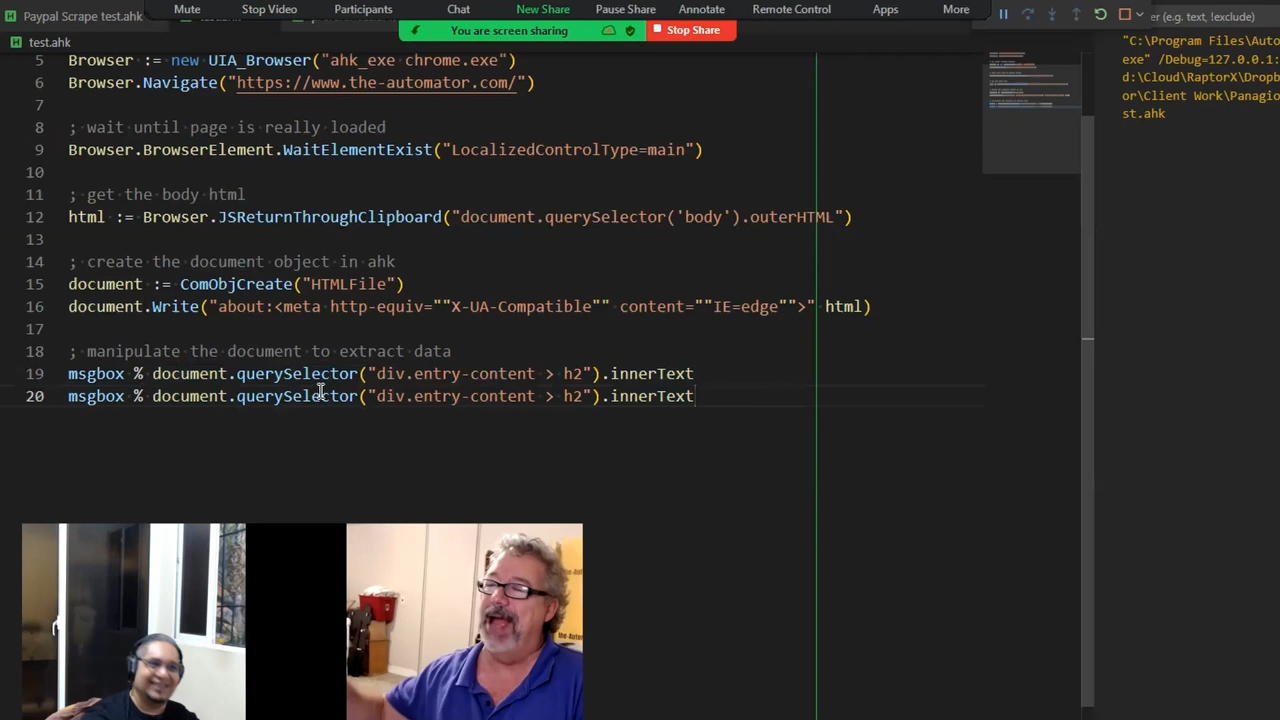 Paypal Scrape test.ahk
Mute Stop Video Participants Chat New Share Pause Share Annotate Remote Control Apps More
er (e.g. text, !exclude)
You are screen sharing Stop Share
test.ahk
5 Browser := new UIA_Browser("ahk_exe chrome.exe")
6 Browser.Navigate("https://www.the-automator.com/")
7
8 ; wait until page is really loaded
9 Browser.BrowserElement.WaitElementExist("LocalizedControlType=main")
10
11 ; get the body html
12 html := Browser.JSReturnThroughClipboard("document.querySelector('body').outerHTML")
13
14 ; create the document object in ahk
15 document := ComObjCreate("HTMLFile")
16 document.Write("about:<meta http-equiv=""X-UA-Compatible"" content=""IE=edge"">" html)
17
18 ; manipulate the document to extract data
19 msgbox % document.querySelector("div.entry-content > h2").innerText
20 msgbox % document.querySelector("div.entry-content > h2").innerText
"C:\Program Files\Auto
exe" /Debug=127.0.0.1:
d:\Cloud\RaptorX\Dropb
or\Client Work\Panagio
st.ahk